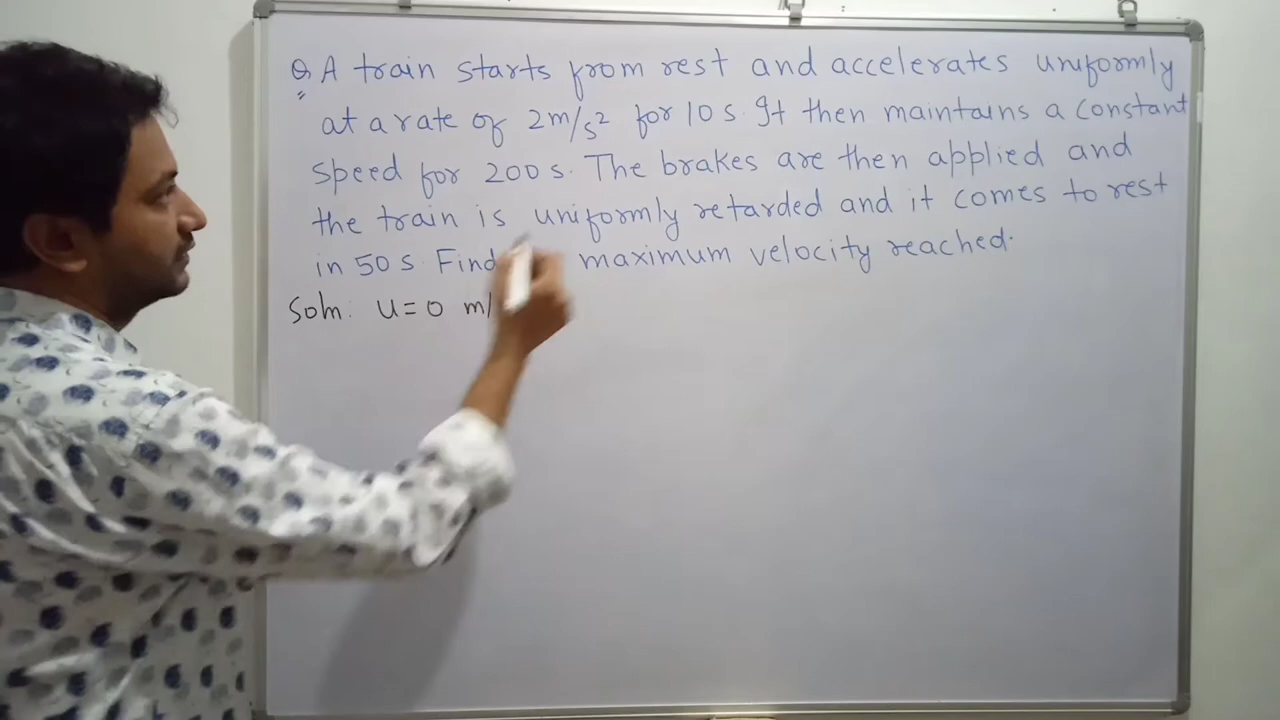 Q A train starts from rest and accelerates uniformly
at a rate of 2m/s² for 10 s. It then maintains a constant
speed for 200 s. The brakes are then applied and
the train is uniformly retarded and it comes to rest
in 50 s. Find maximum velocity reached.
Soln: u=0 m/